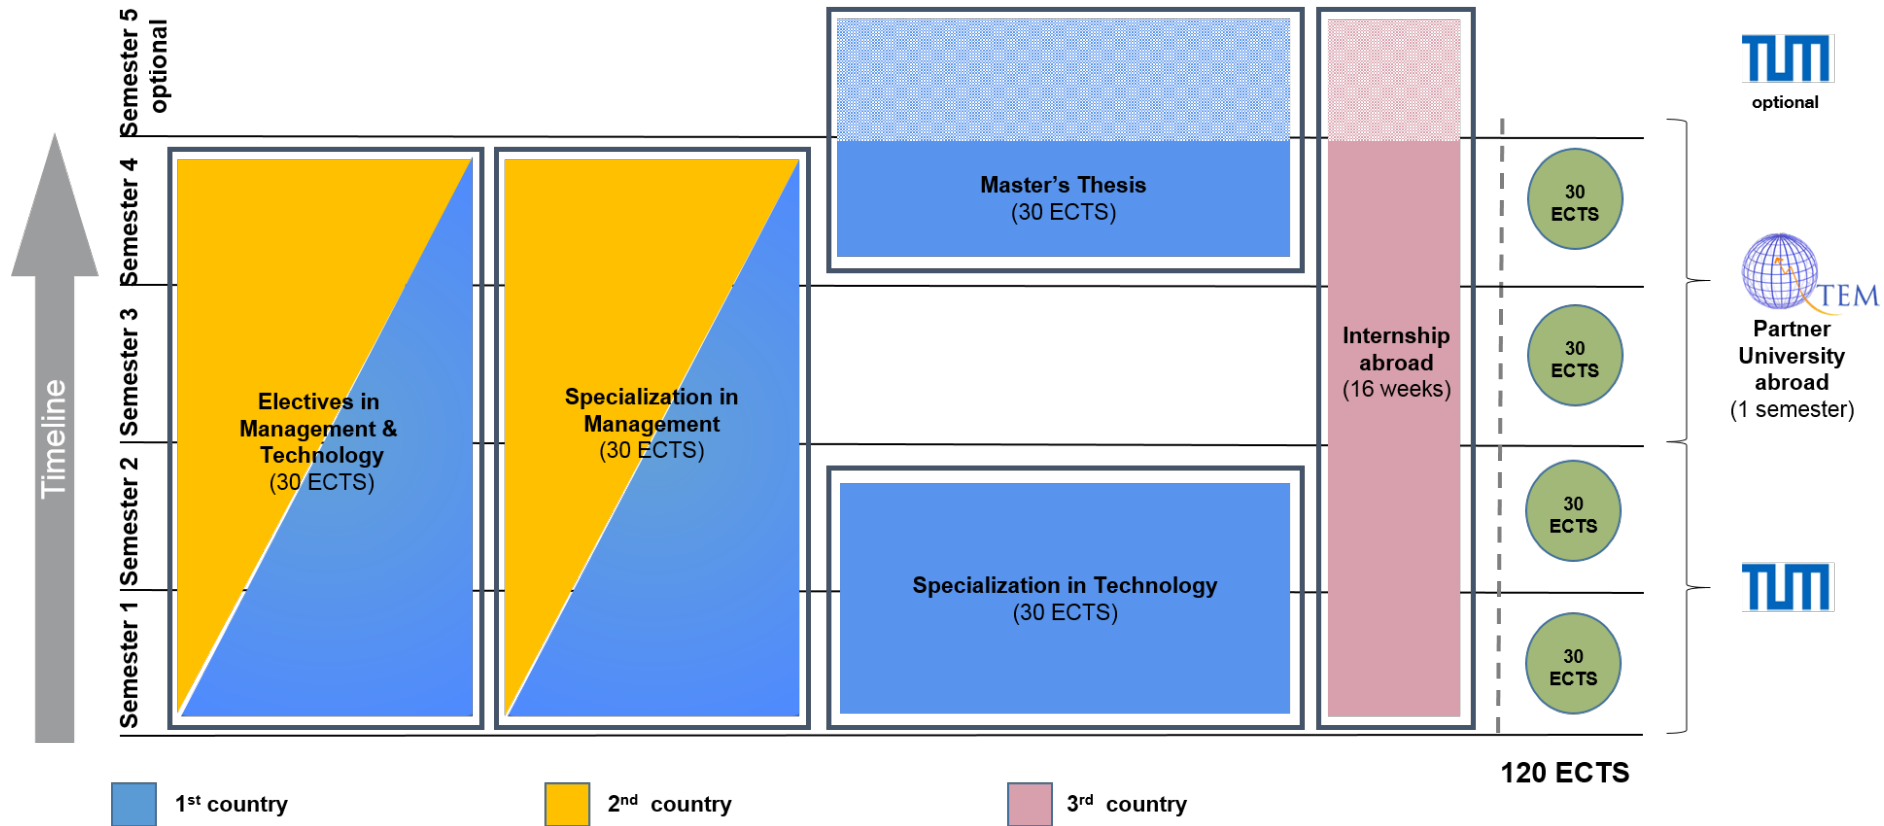 Semester 5
optional
TUM
optional
Timeline
Semester 4
Semester 3
Semester 2
Semester 1
Electives in
Management &
Technology
(30 ECTS)
Specialization in
Management
(30 ECTS)
Master’s Thesis
(30 ECTS)
Specialization in Technology
(30 ECTS)
Internship
abroad
(16 weeks)
30
ECTS
30
ECTS
30
ECTS
30
ECTS
120 ECTS
QTEM
Partner
University
abroad
(1 semester)
TUM
1st country
2nd country
3rd country